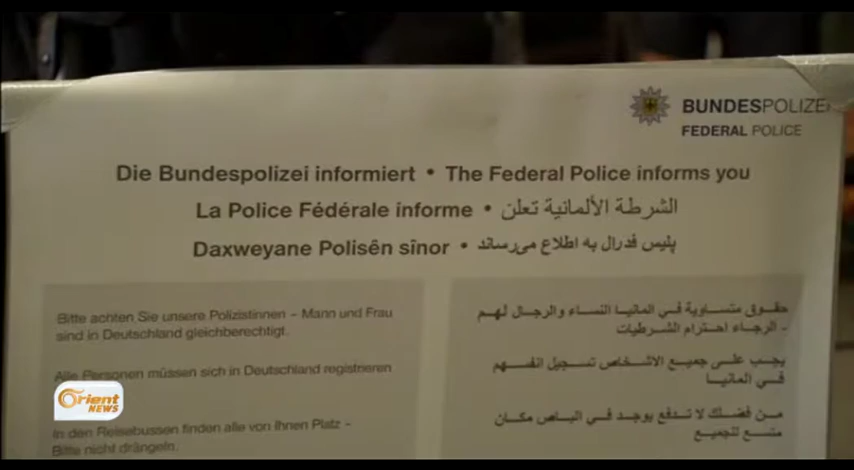 BUNDESPOLIZEI
FEDERAL POLICE
Die Bundespolizei informiert • The Federal Police informs you
La Police Fédérale informe • الشرطة الألمانية تعلن
Daxweyane Polisên sînor • پلیس فدرال به اطلاع می‌رساند
Bitte achten Sie unsere Polizistinnen – Mann und Frau
sind in Deutschland gleichberechtigt.
Alle Personen müssen sich in Deutschland registrieren
In den Reisebussen finden alle von Ihnen Platz –
Bitte nicht drängeln.
حقوق متساوية في المانيا النساء والرجال لهم
- الرجاء احترام الشرطيات
يجب على جميع الاشخاص تسجيل انفسهم
في المانيا
من فضلك لا تدفع يوجد في الباص مكان
متسع للجميع
Orient
NEWS